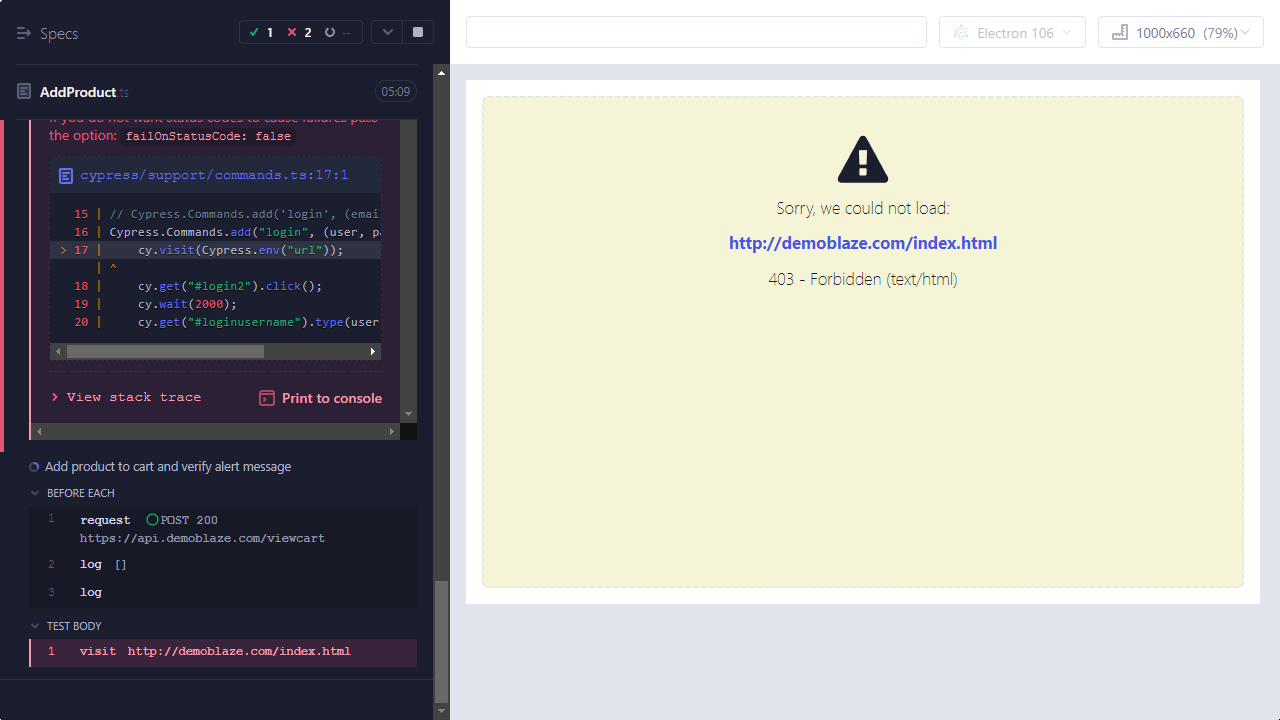 Specs
1 2 --
Electron 106
1000x660 (79%)
AddProduct.ts
05:09
If you do not want status codes to cause failures pass
the option: failOnStatusCode: false
cypress/support/commands.ts:17:1
15 | // Cypress.Commands.add('login', (emai
16 | Cypress.Commands.add("login", (user, pa
> 17 | cy.visit(Cypress.env("url"));
| ^
18 | cy.get("#login2").click();
19 | cy.wait(2000);
20 | cy.get("#loginusername").type(user
View stack trace
Print to console
Add product to cart and verify alert message
BEFORE EACH
1 request POST 200
https://api.demoblaze.com/viewcart
2 log []
3 log
TEST BODY
1 visit http://demoblaze.com/index.html
Sorry, we could not load:
http://demoblaze.com/index.html
403 - Forbidden (text/html)